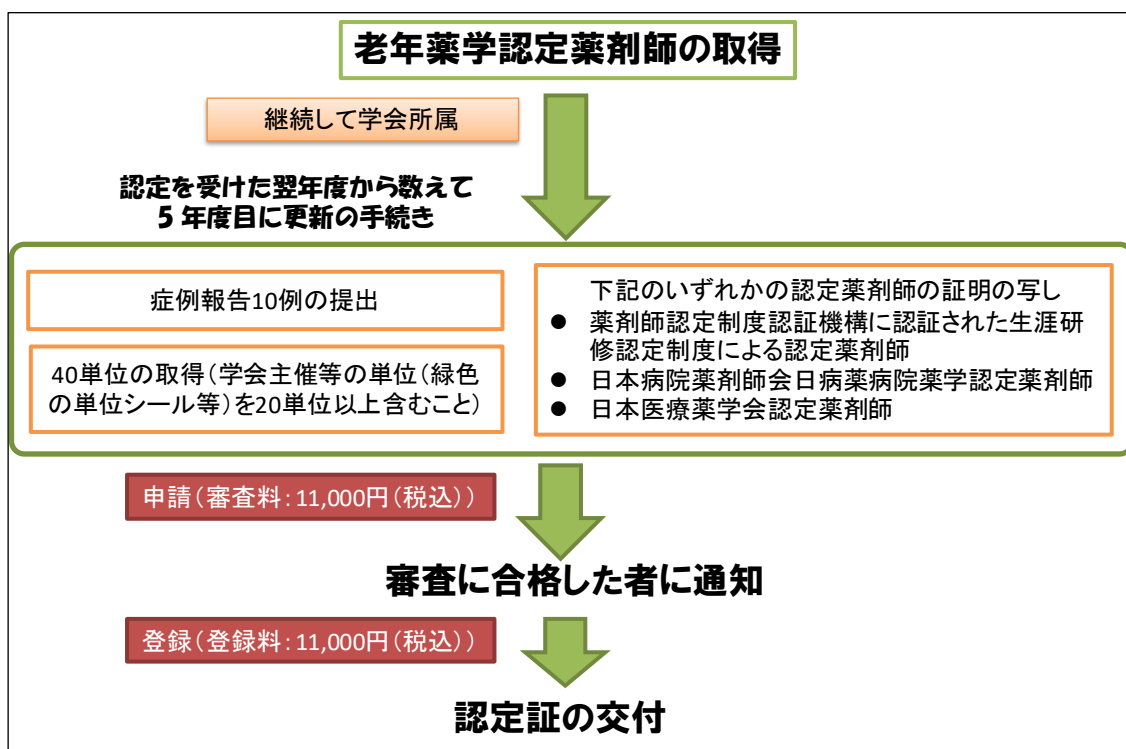 老年薬学認定薬剤師の取得
継続して学会所属
認定を受けた翌年度から数えて
5年度目に更新の手続き
症例報告10例の提出
40単位の取得(学会主催等の単位(緑色
の単位シール等)を20単位以上含むこと)
下記のいずれかの認定薬剤師の証明の写し
● 薬剤師認定制度認証機構に認証された生涯研
修認定制度による認定薬剤師
● 日本病院薬剤師会日病薬病院薬学認定薬剤師
● 日本医療薬学会認定薬剤師
申請(審査料:11,000円(税込))
審査に合格した者に通知
登録(登録料:11,000円(税込))
認定証の交付